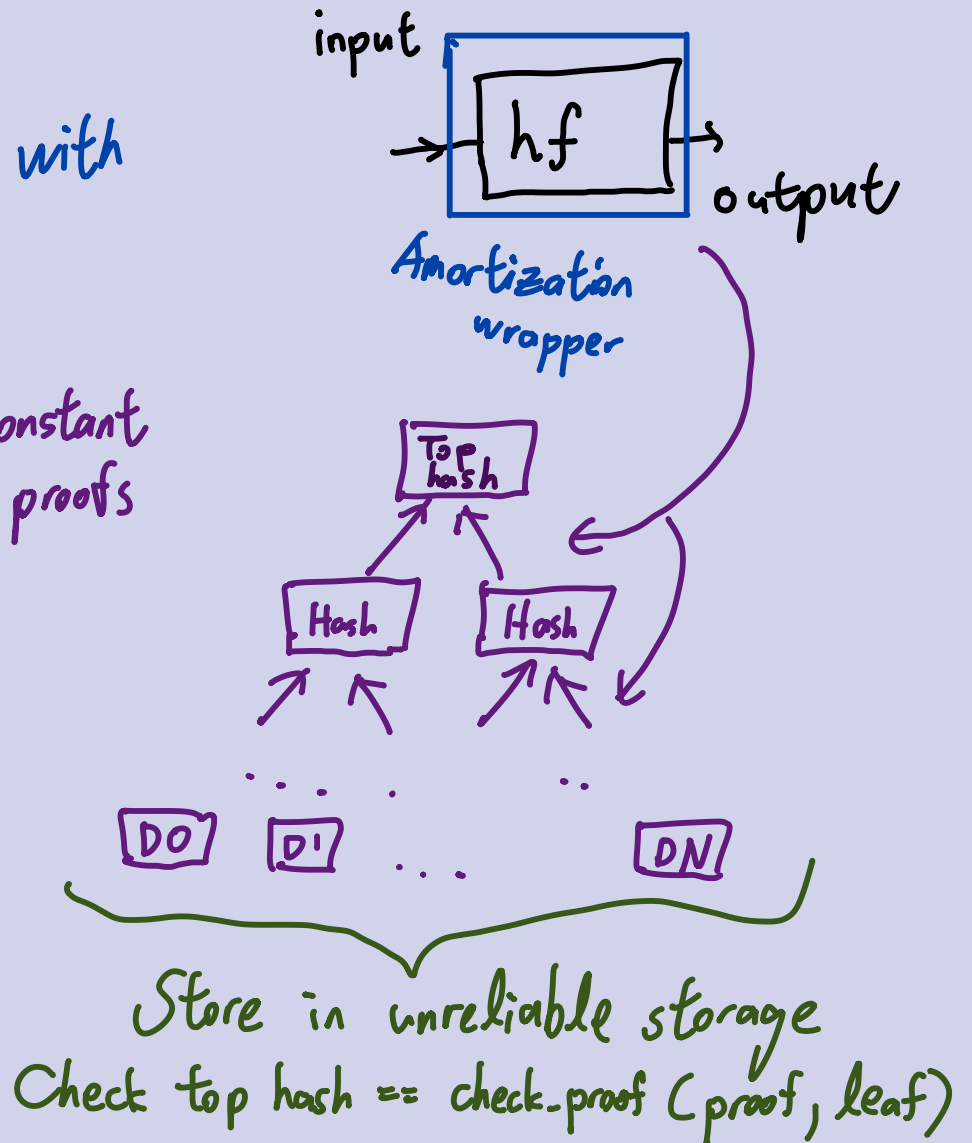 input
with
hf
output
Amortization
wrapper
onstant
proofs
Top
hash
Hash Hash
D0 D1 .... DN
Store in unreliable storage
Check top hash == check_proof (proof, leaf)